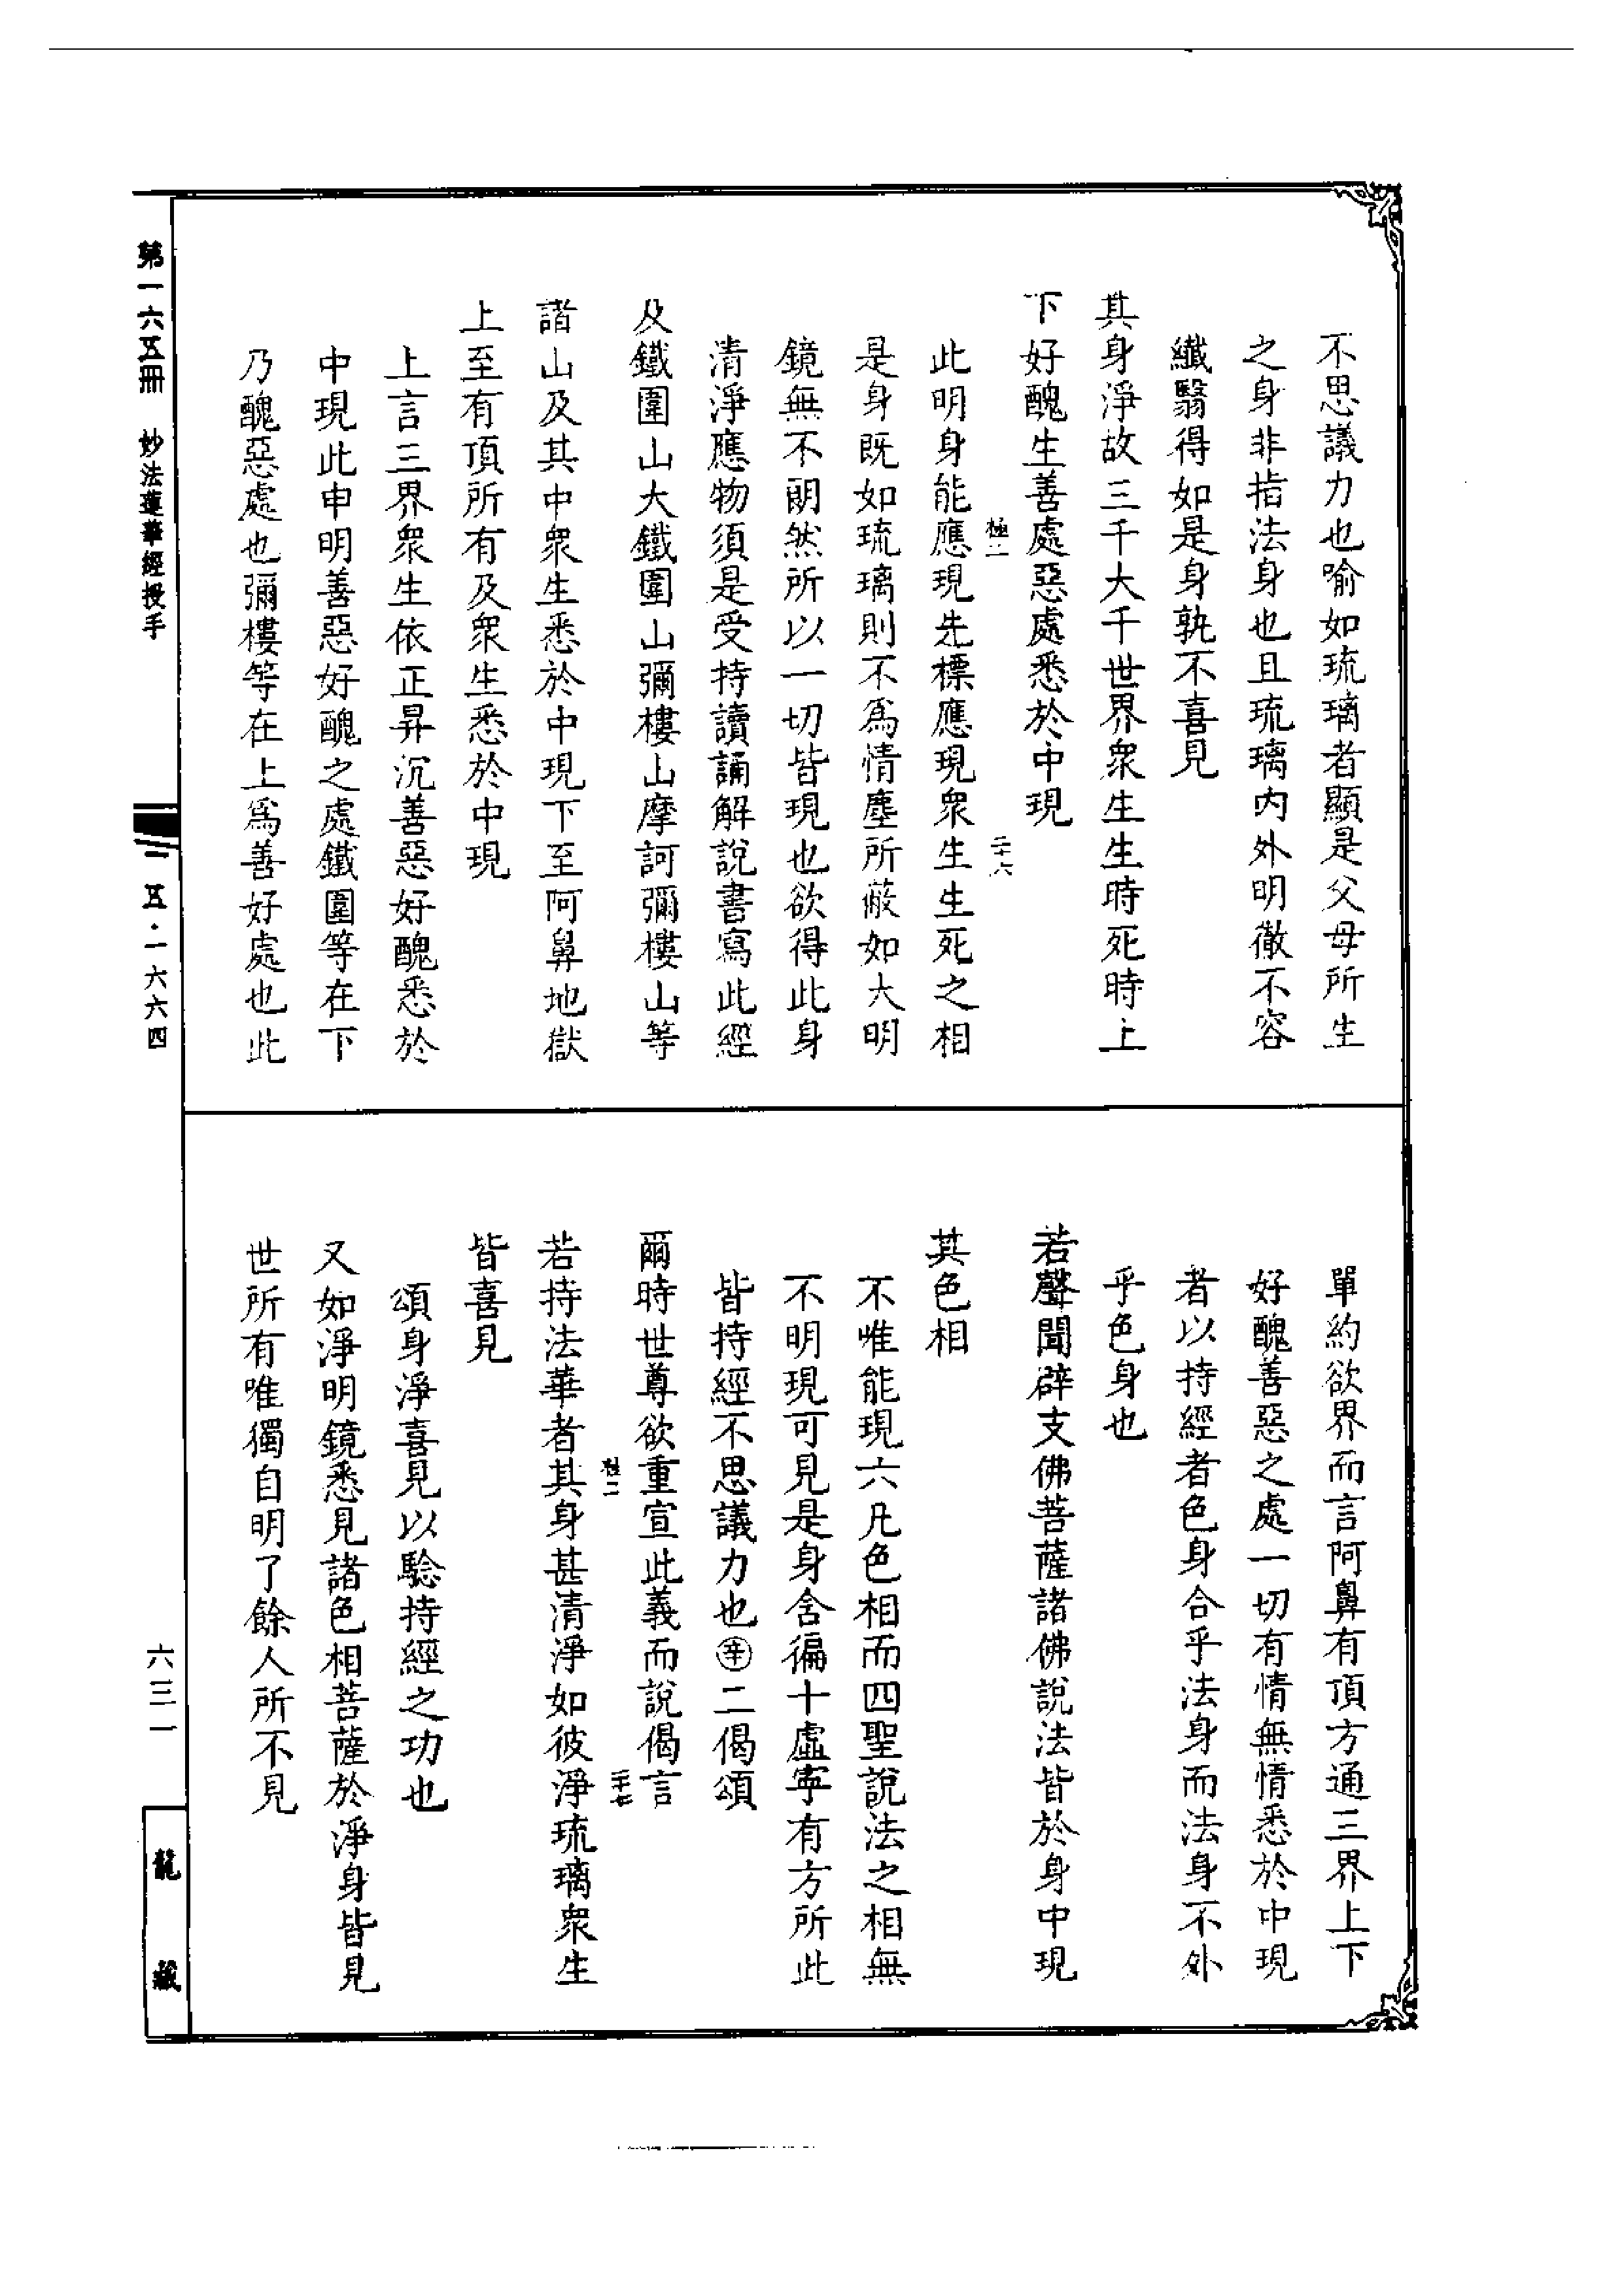 不思議力也喻如琉璃者顯是父母所生
之身非指法身也且琉璃內外明徹不容
纖翳得如是身孰不喜見
其身淨故三千大千世界衆生生時死時上
下好醜生善處惡處悉於中現
極二
二十六
此明身能應現先標應現衆生生死之相
是身既如琉璃則不爲情塵所蔽如大明
鏡無不朗然所以一切皆現也欲得此身
清淨應物須是受持讀誦解說書寫此經
及鐵圍山大鐵圍山彌樓山摩訶彌樓山等
諸山及其中衆生悉於中現下至阿鼻地獄
上至有頂所有及衆生悉於中現
上言三界衆生依正昇沉善惡好醜悉於
中現此申明善惡好醜之處鐵圍等在下
乃醜惡處也彌樓等在上爲善好處也此
單約欲界而言阿鼻有頂方通三界上下
好醜善惡之處一切有情無情悉於中現
者以持經者色身合乎法身而法身不外
乎色身也
若聲聞辟支佛菩薩諸佛說法皆於身中現
其色相
不唯能現六凡色相而四聖說法之相無
不明現可見是身含徧十虛寧有方所此
皆持經不思議力也㊛二偈頌
爾時世尊欲重宣此義而說偈言
極二
二十七
若持法華者其身甚清淨如彼淨琉璃衆生
皆喜見
頌身淨喜見以驗持經之功也
又如淨明鏡悉見諸色相菩薩於淨身皆見
世所有唯獨自明了餘人所不見
第一六五冊 妙法蓮華經授手
一五·一六六四
六三一
龍藏